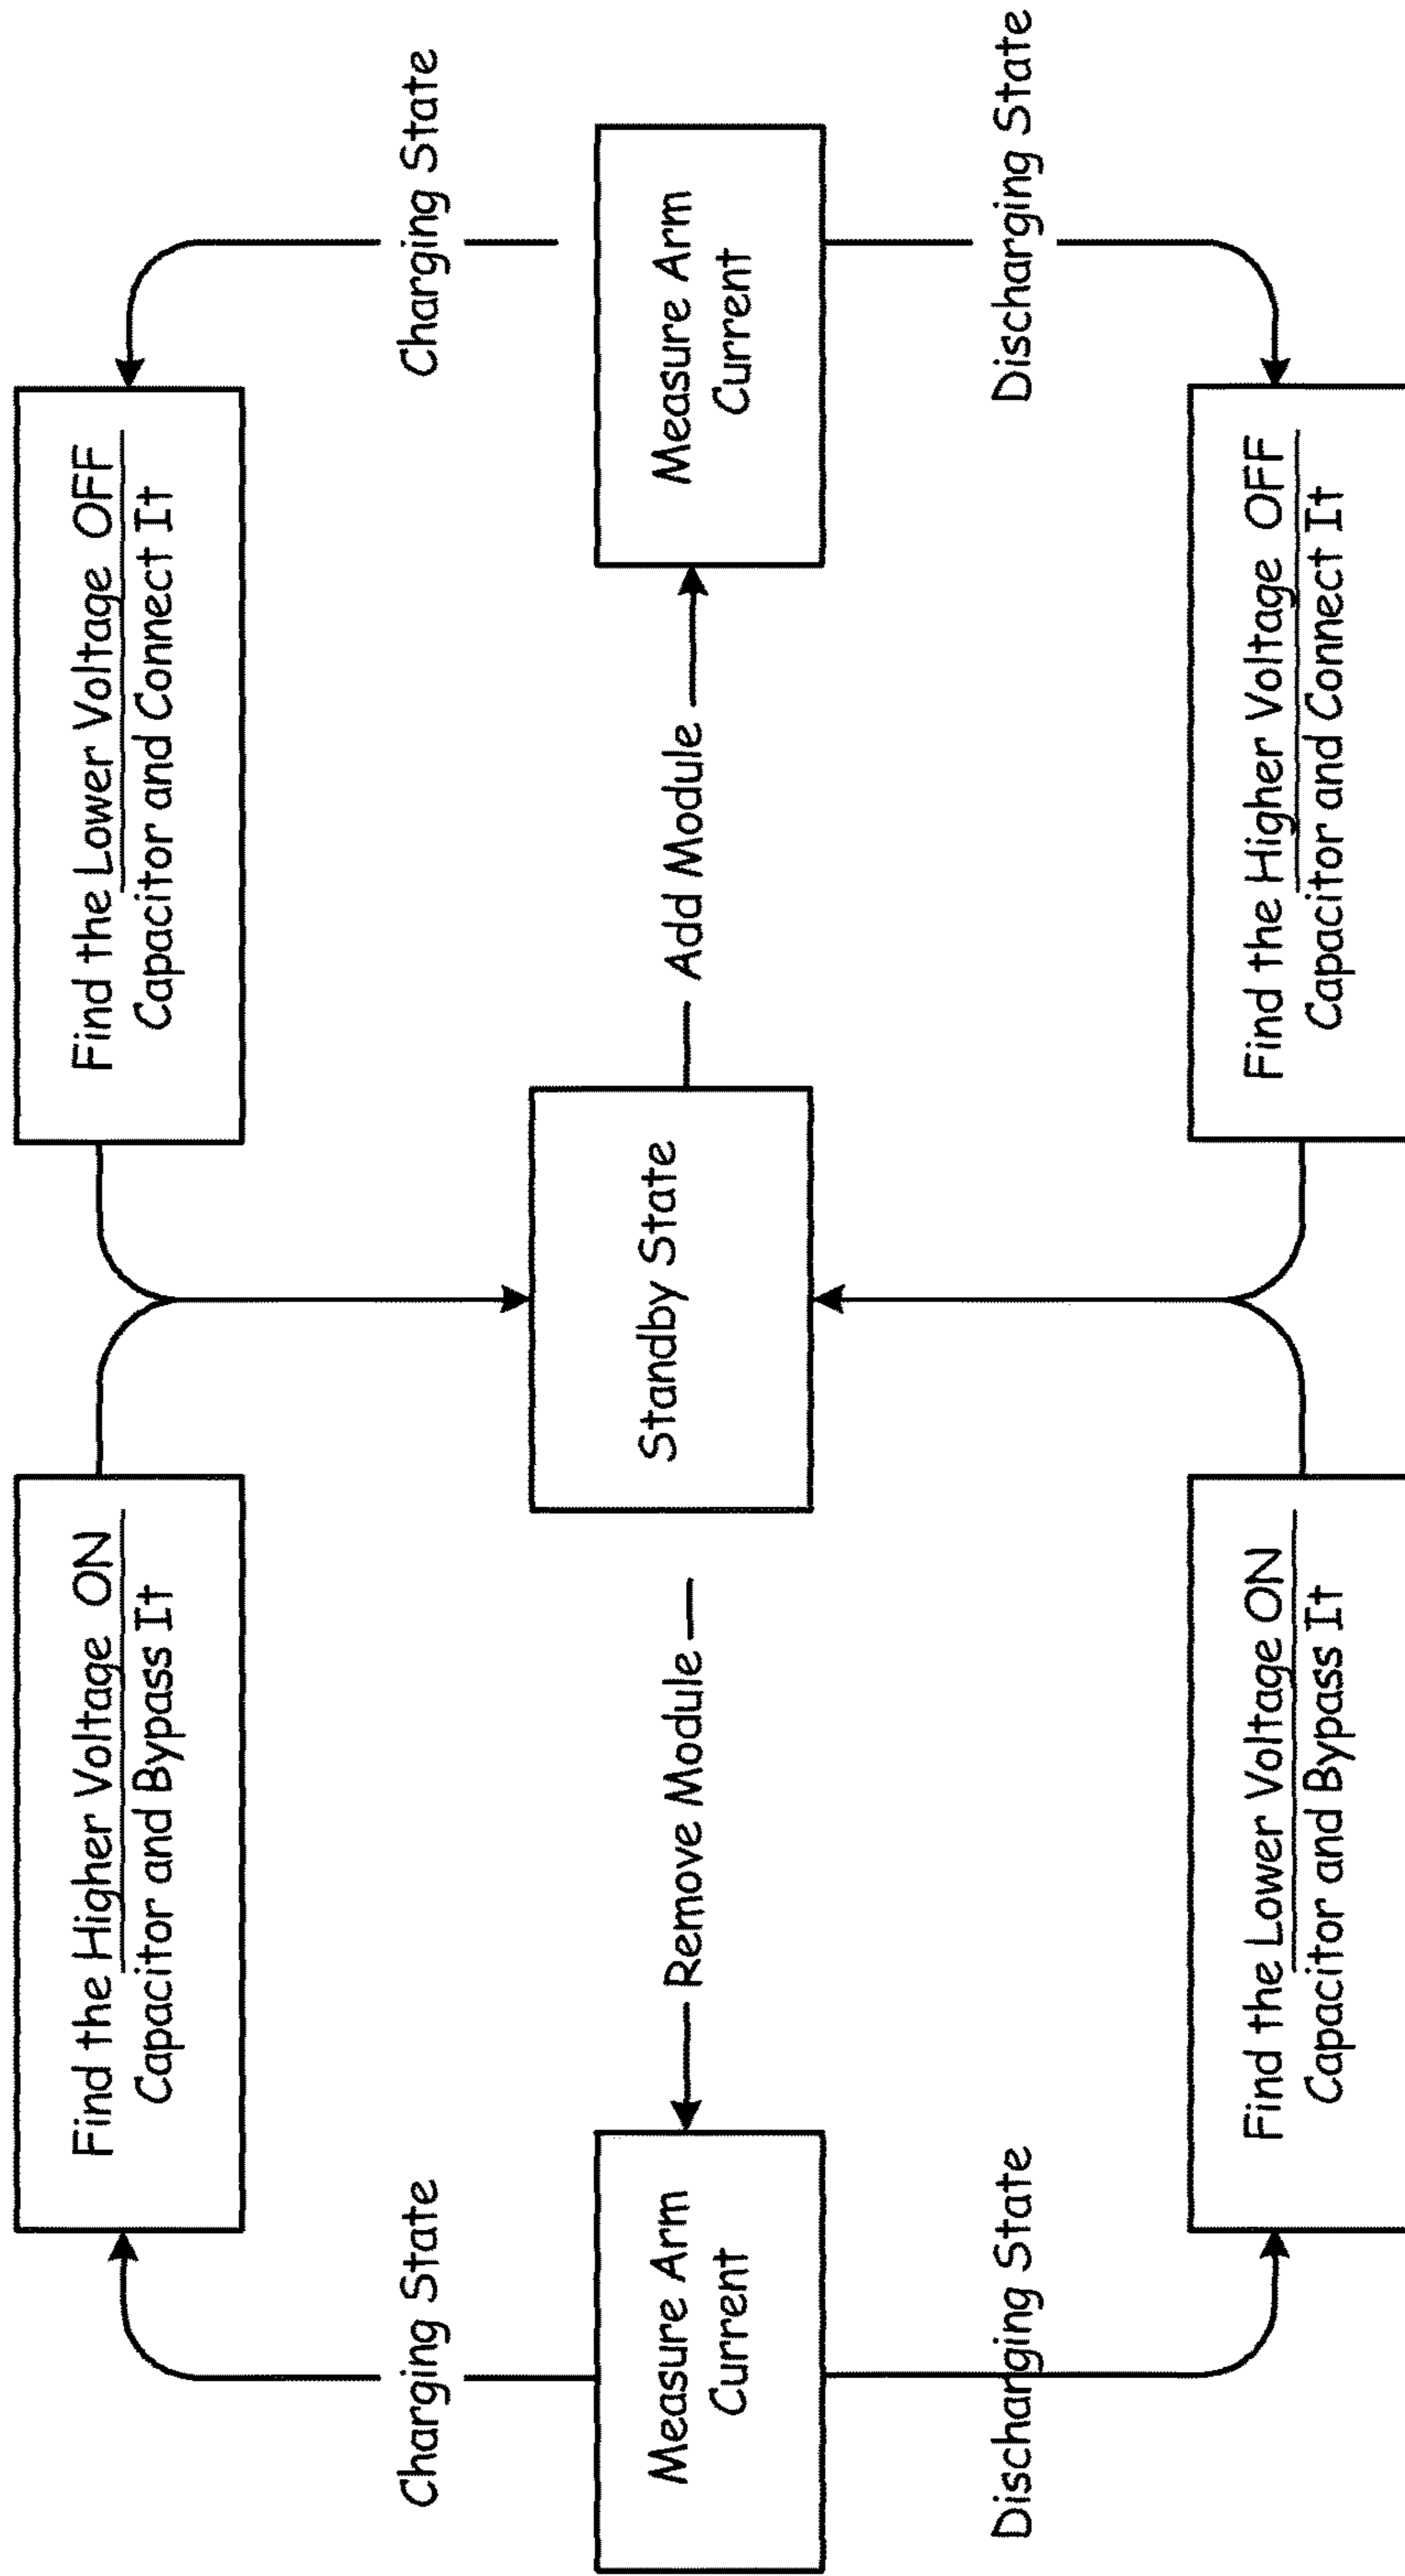 Find the Higher Voltage ON
Capacitor and Bypass It
Find the Lower Voltage OFF
Capacitor and Connect It
Charging State
Charging State
Measure Arm
Current
Remove Module
Standby State
Add Module
Measure Arm
Current
Discharging State
Discharging State
Find the Lower Voltage ON
Capacitor and Bypass It
Find the Higher Voltage OFF
Capacitor and Connect It